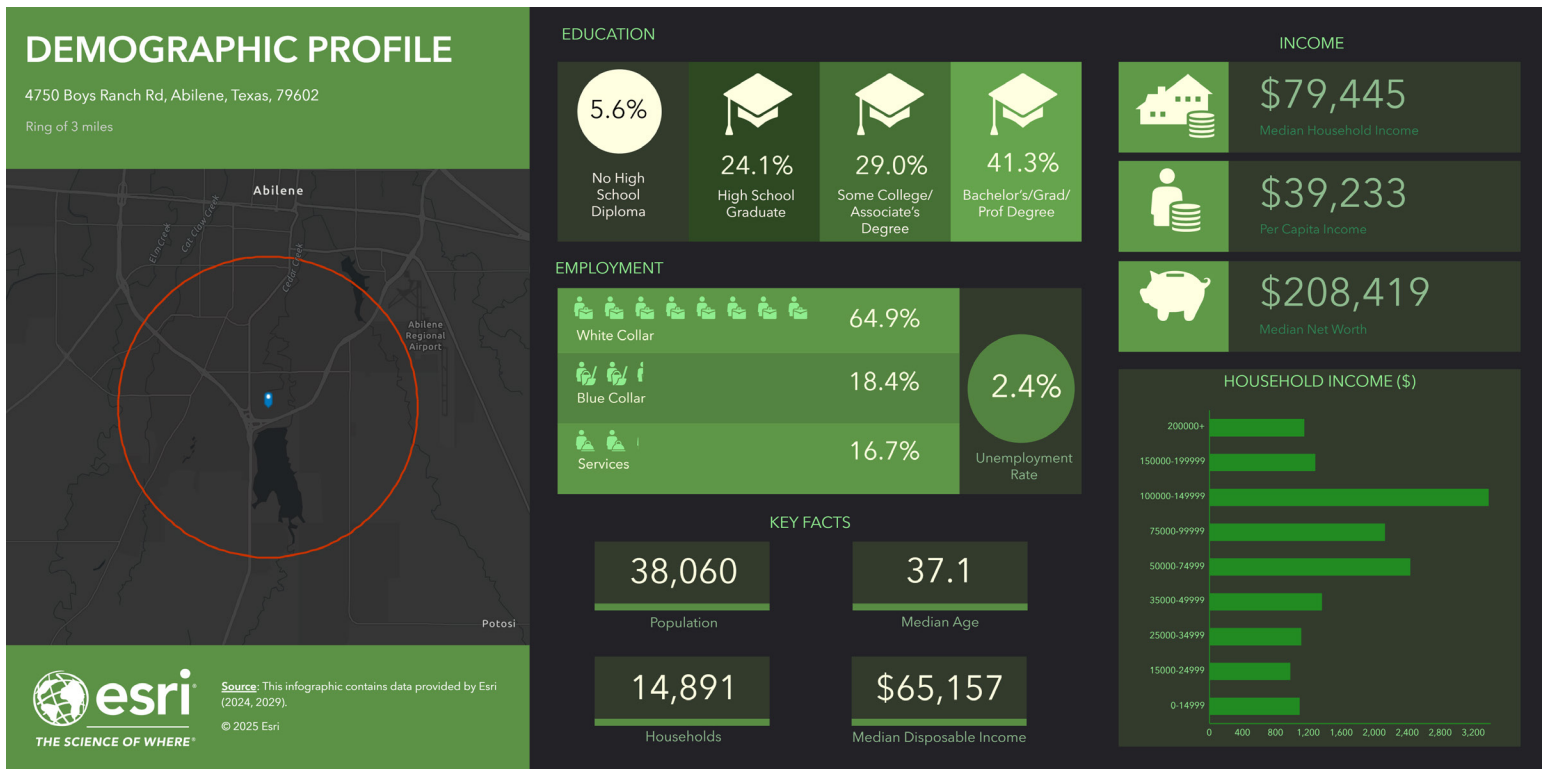 DEMOGRAPHIC PROFILE
4750 Boys Ranch Rd, Abilene, Texas, 79602
Ring of 3 miles
Abilene
Elm Creek
Cat Claw Creek
Cedar Creek
Abilene
Regional
Airport
Potosi
esri
THE SCIENCE OF WHERE®
Source: This infographic contains data provided by Esri
(2024, 2029).
© 2025 Esri
EDUCATION
5.6%
No High
School
Diploma
24.1%
High School
Graduate
29.0%
Some College/
Associate's
Degree
41.3%
Bachelor's/Grad/
Prof Degree
EMPLOYMENT
White Collar
64.9%
Blue Collar
18.4%
Services
16.7%
2.4%
Unemployment
Rate
KEY FACTS
38,060
Population
37.1
Median Age
14,891
Households
$65,157
Median Disposable Income
INCOME
$79,445
Median Household Income
$39,233
Per Capita Income
$208,419
Median Net Worth
HOUSEHOLD INCOME ($)
200000+
150000-199999
100000-149999
75000-99999
50000-74999
35000-49999
25000-34999
15000-24999
0-14999
0 400 800 1,200 1,600 2,000 2,400 2,800 3,200